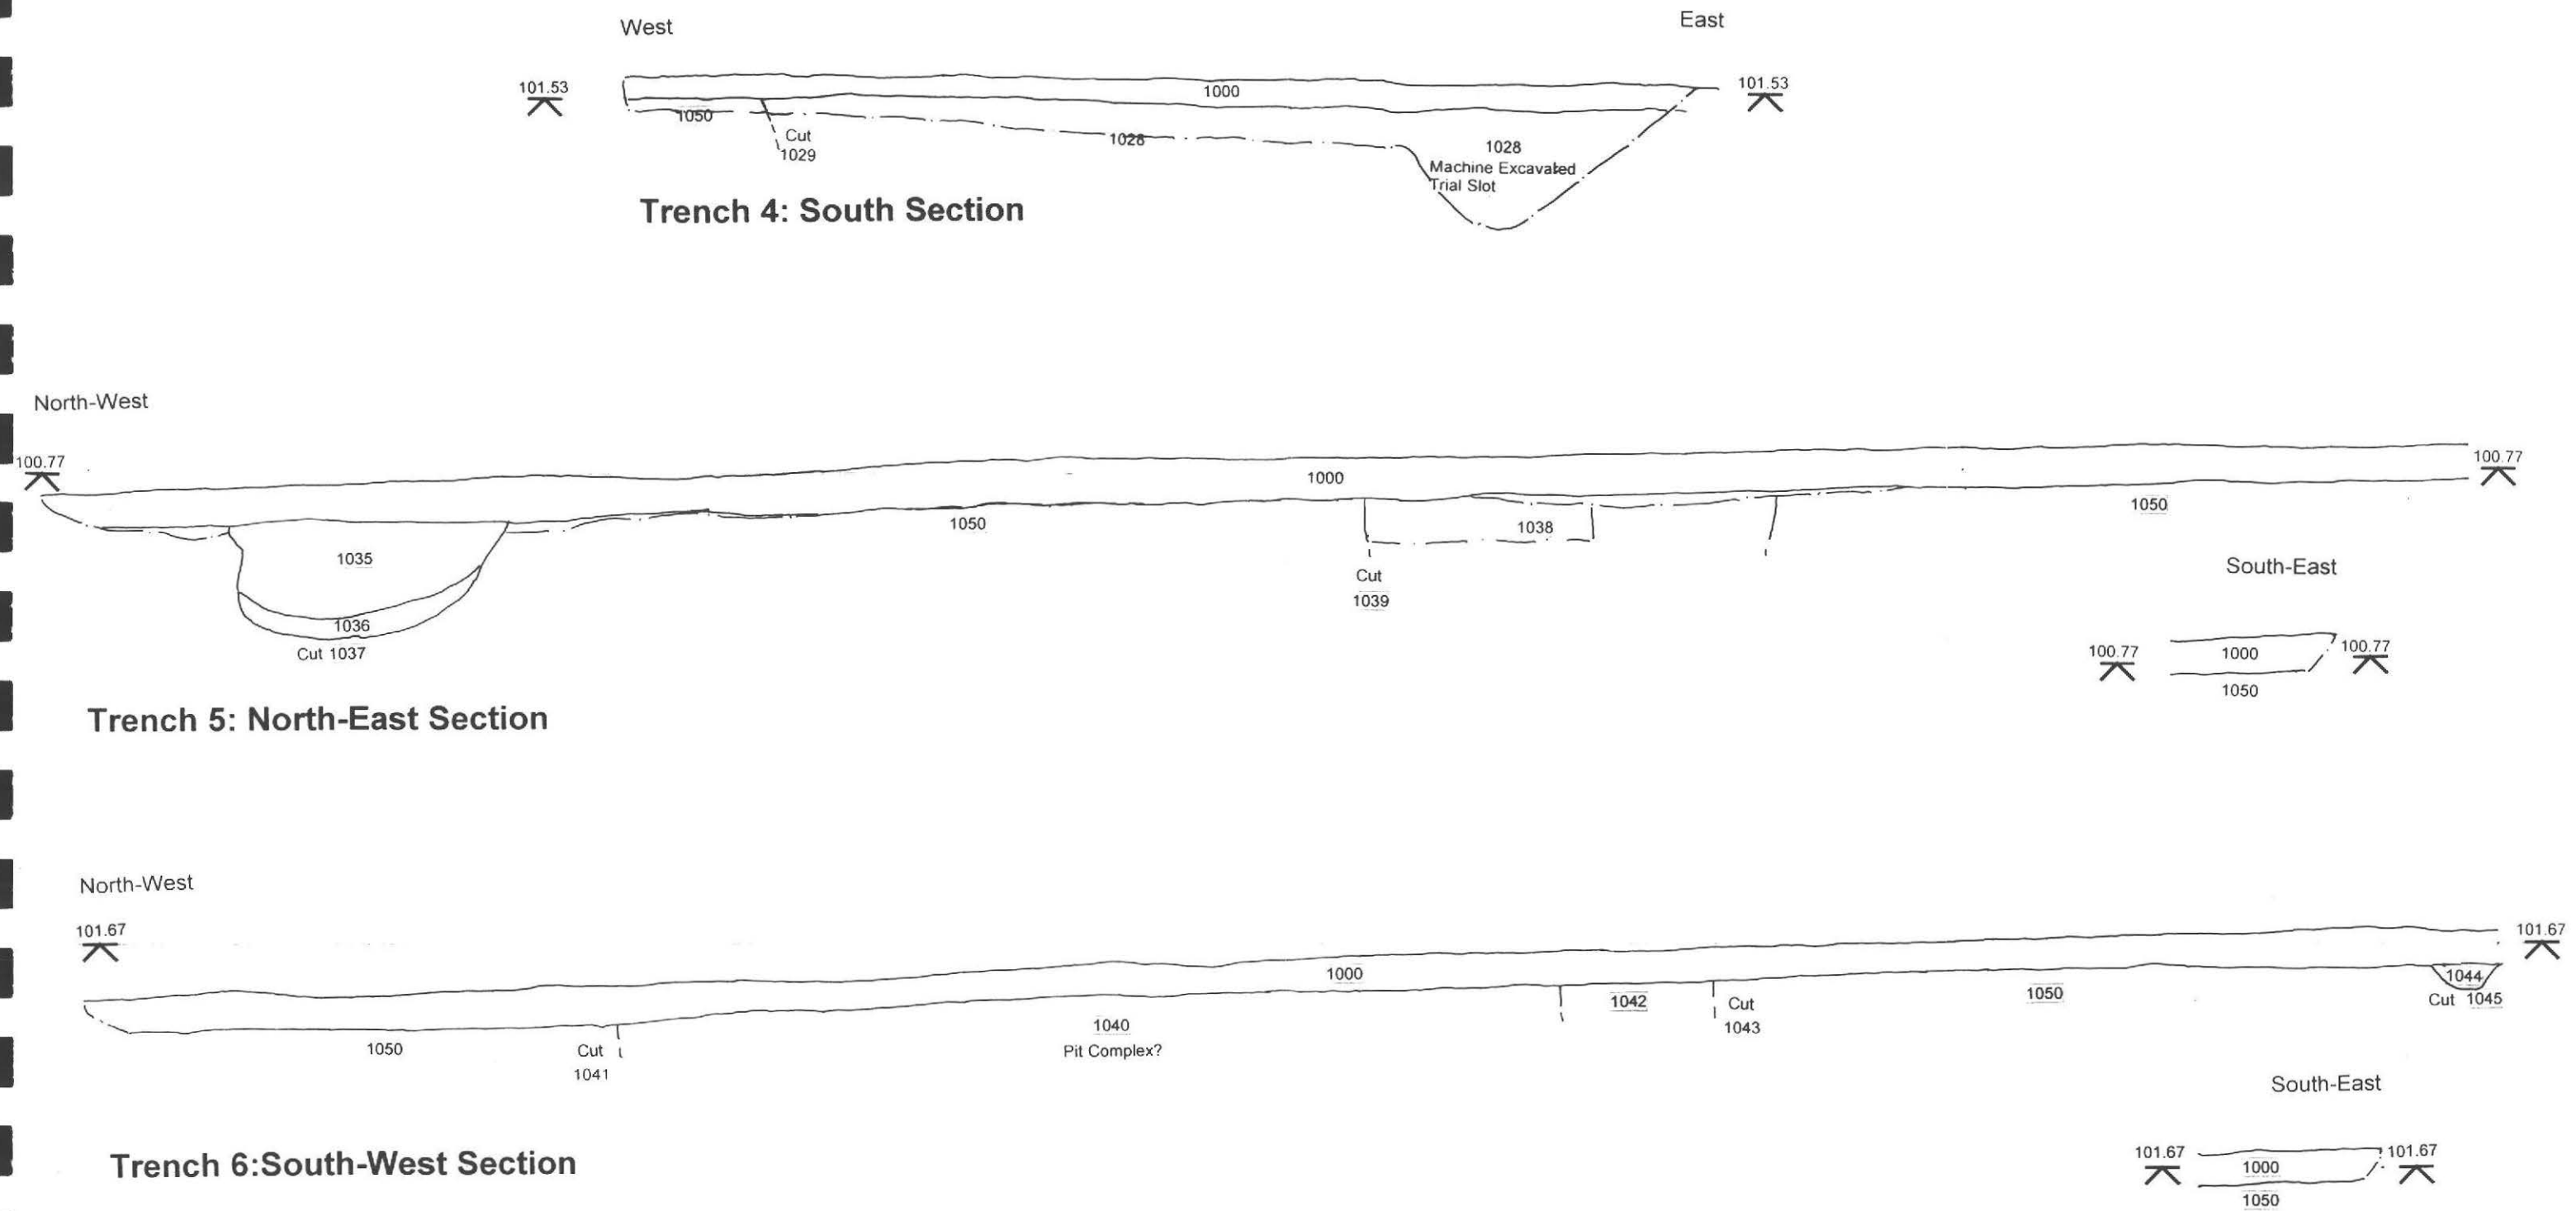 West
East
101.53
101.53
1000
1050
Cut
1029
1028
1028
Machine Excavated
Trial Slot
Trench 4: South Section
North-West
100.77
100.77
1000
1050
1050
1035
1038
1036
Cut 1037
Cut
1039
South-East
100.77
100.77
1000
1050
Trench 5: North-East Section
North-West
101.67
101.67
1000
1044
1050
1042
Cut 1045
Cut
1043
1040
1050
Cut
1041
Pit Complex?
South-East
101.67
101.67
1000
1050
Trench 6:South-West Section